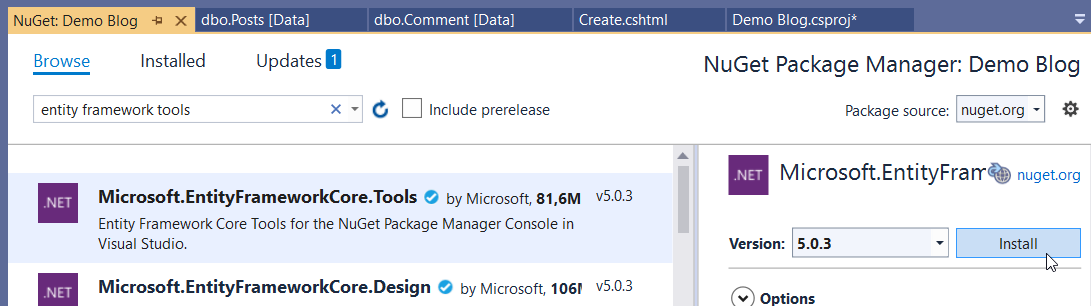 NuGet: Demo Blog
dbo.Posts [Data]
dbo.Comment [Data]
Create.cshtml
Demo Blog.csproj*
Browse
Installed
Updates 1
NuGet Package Manager: Demo Blog
entity framework tools
Include prerelease
Package source: nuget.org
.NET
Microsoft.EntityFrameworkCore.Tools by Microsoft, 81,6M v5.0.3
Entity Framework Core Tools for the NuGet Package Manager Console in
Visual Studio.
.NET
Microsoft.EntityFrameworkCore.Design by Microsoft, 106M v5.0.3
.NET
Microsoft.EntityFram nuget.org
Version: 5.0.3 Install
Options